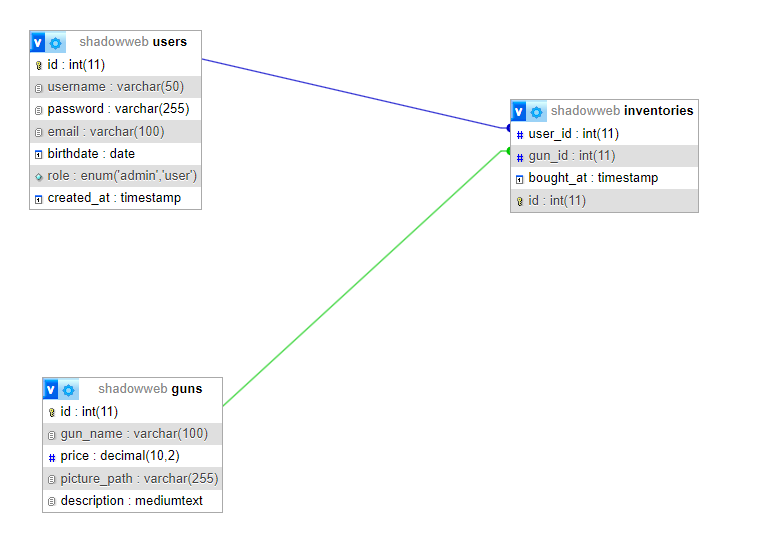 v shadowweb users
id : int(11)
username : varchar(50)
password : varchar(255)
email : varchar(100)
birthdate : date
role : enum('admin','user')
created_at : timestamp
v shadowweb inventories
# user_id : int(11)
# gun_id : int(11)
bought_at : timestamp
id : int(11)
v shadowweb guns
id : int(11)
gun_name : varchar(100)
# price : decimal(10,2)
picture_path : varchar(255)
description : mediumtext